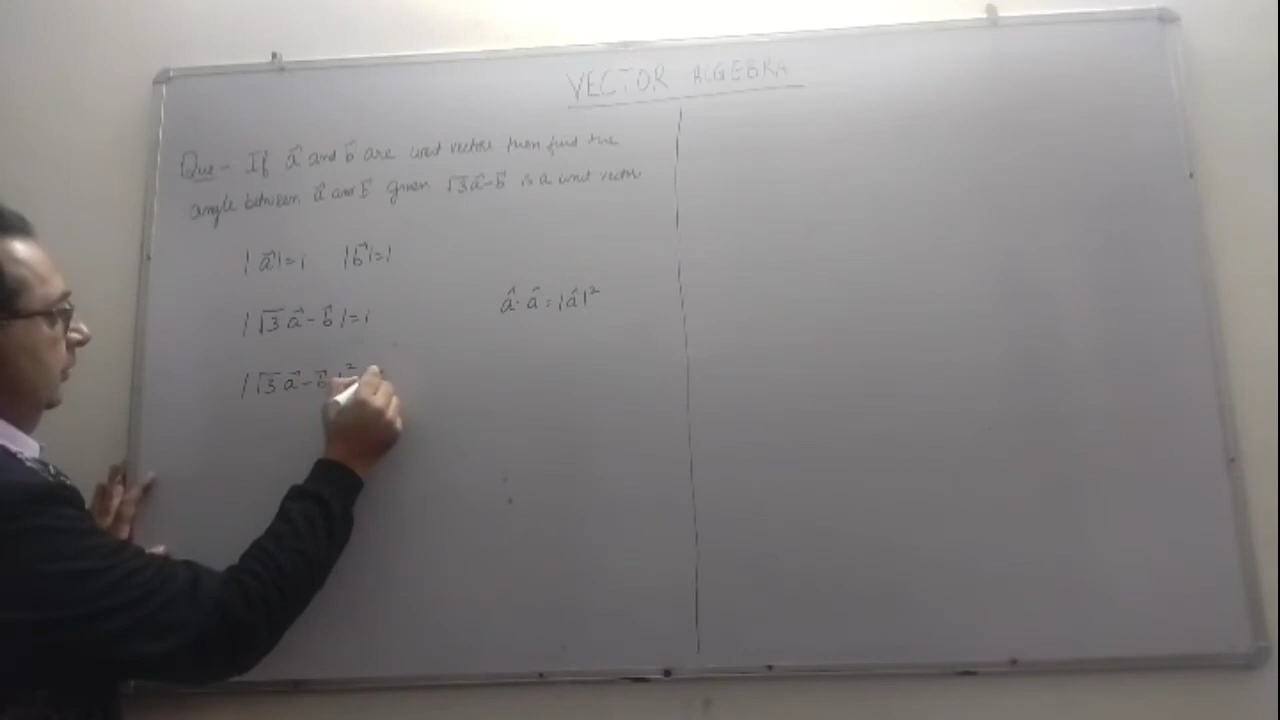 VECTOR ALGEBRA
Que - If a⃗ and b⃗ are unit vector then find the
angle between a⃗ and b⃗ given √3a⃗-b⃗ is a unit vector
|a⃗|=1 |b⃗|=1
|√3 a⃗ - b⃗|=1
â·â = |â|²
|√3 a⃗ - b⃗|²